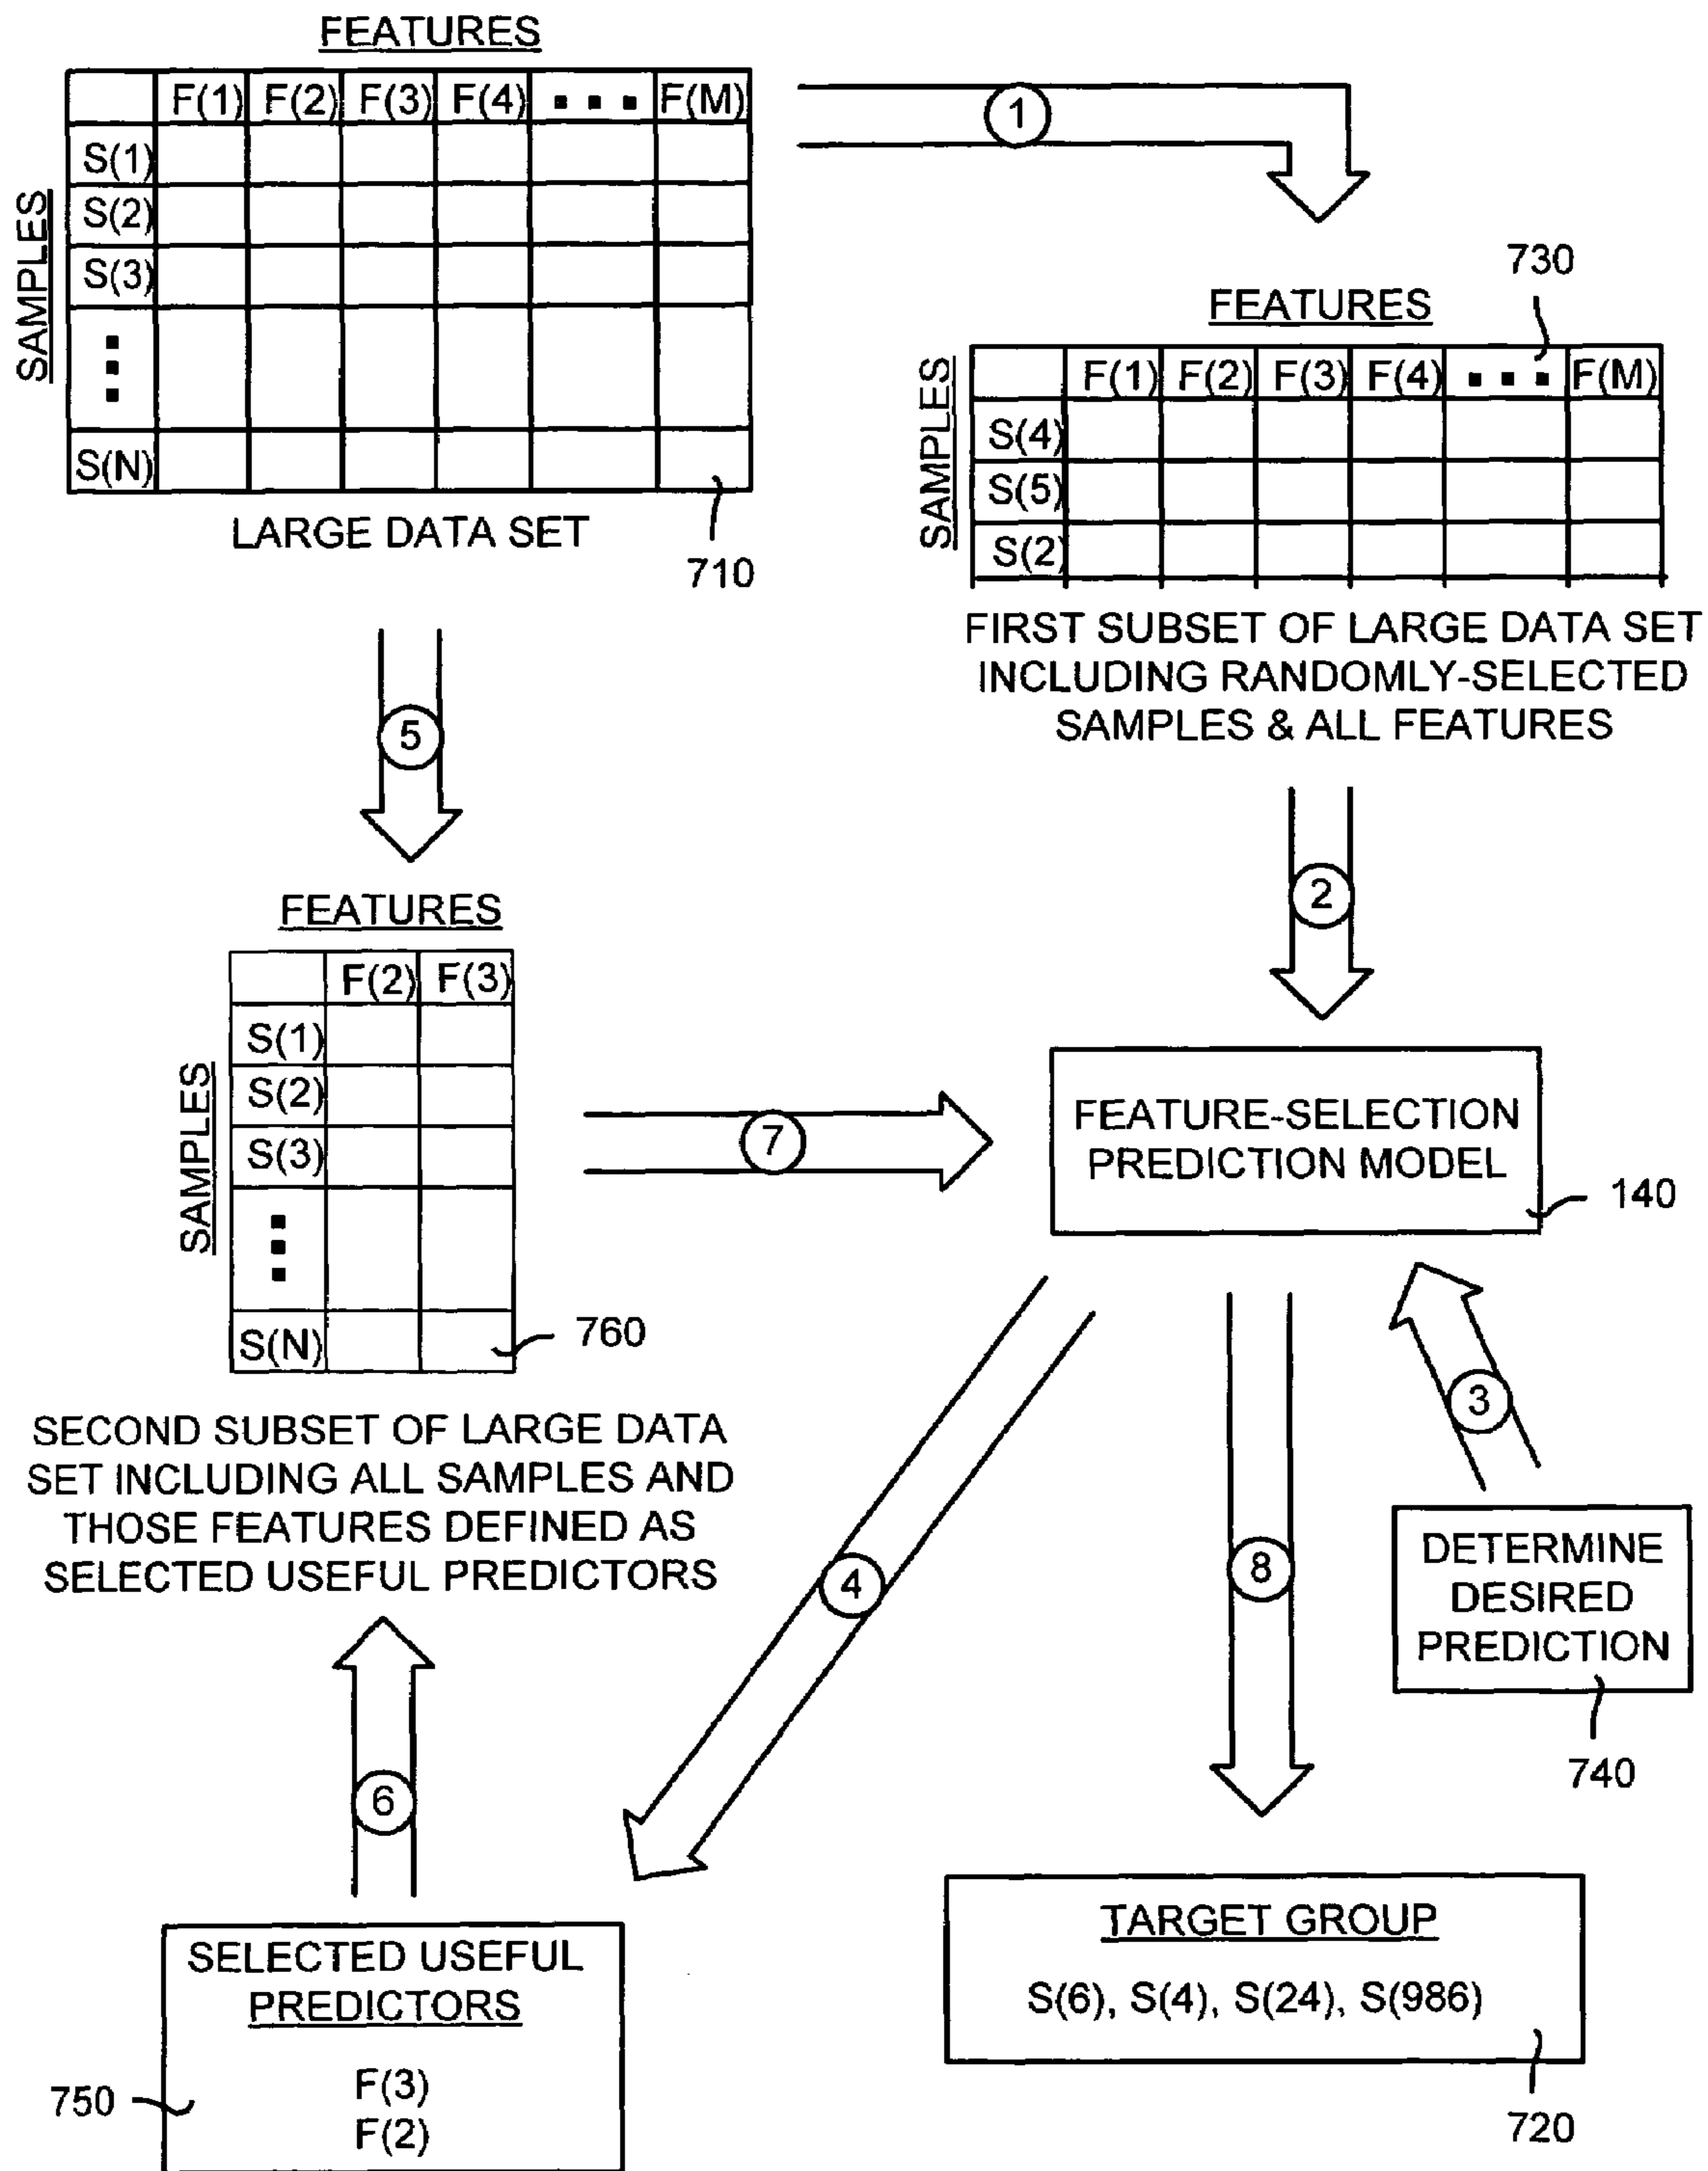 FEATURES
F(1) F(2) F(3) F(4) ▪ ▪ ▪ F(M)
SAMPLES
S(1)
S(2)
S(3)
S(N)
LARGE DATA SET
710
1
730
FEATURES
F(1) F(2) F(3) F(4) ▪ ▪ ▪ F(M)
SAMPLES
S(4)
S(5)
S(2)
FIRST SUBSET OF LARGE DATA SET
INCLUDING RANDOMLY-SELECTED
SAMPLES & ALL FEATURES
5
2
FEATURES
F(2) F(3)
SAMPLES
S(1)
S(2)
S(3)
S(N)
760
SECOND SUBSET OF LARGE DATA
SET INCLUDING ALL SAMPLES AND
THOSE FEATURES DEFINED AS
SELECTED USEFUL PREDICTORS
7
FEATURE-SELECTION
PREDICTION MODEL
140
3
DETERMINE
DESIRED
PREDICTION
740
4
8
6
SELECTED USEFUL
PREDICTORS
F(3)
F(2)
750
TARGET GROUP
S(6), S(4), S(24), S(986)
720